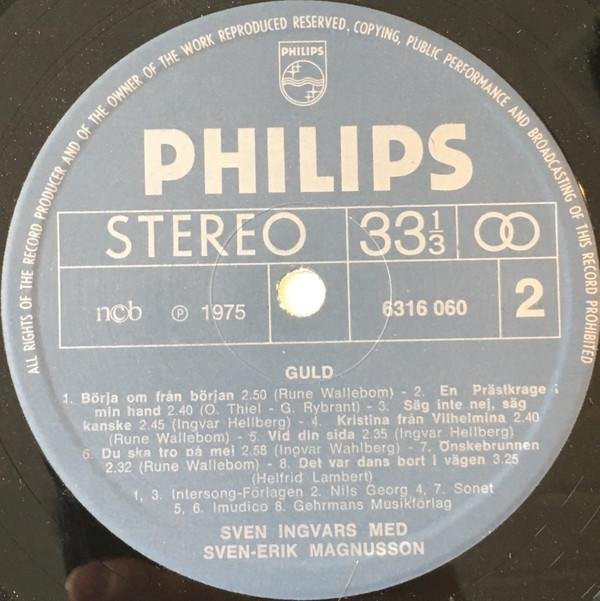 ALL RIGHTS OF THE RECORD PRODUCER AND OF THE OWNER OF THE WORK REPRODUCED RESERVED. COPYING, PUBLIC PERFORMANCE AND BROADCASTING OF THIS RECORD PROHIBITED
PHILIPS
PHILIPS
STEREO 33 1/3
ncb ℗ 1975 6316 060 2
GULD
1. Börja om från början 2.50 (Rune Wallebom) - 2. En Prästkrage i
min hand 2.40 (O. Thiel - G. Rybrant) - 3. Säg inte nej, säg
kanske 2.45 (Ingvar Hellberg) - 4. Kristina från Vilhelmina 2.40
(Rune Wallebom) - 5. Vid din sida 2.35 (Ingvar Hellberg)
6. Du ska tro på mej 2.58 (Ingvar Wahlberg) - 7. Önskebrunnen
2.32 (Rune Wallebom) - 8. Det var dans bort i vägen 3.25
(Helfrid Lambert)
1, 3. Intersong-Förlagen 2. Nils Georg 4, 7. Sonet
5, 6. Imudico 8. Gehrmans Musikförlag
SVEN INGVARS MED
SVEN-ERIK MAGNUSSON